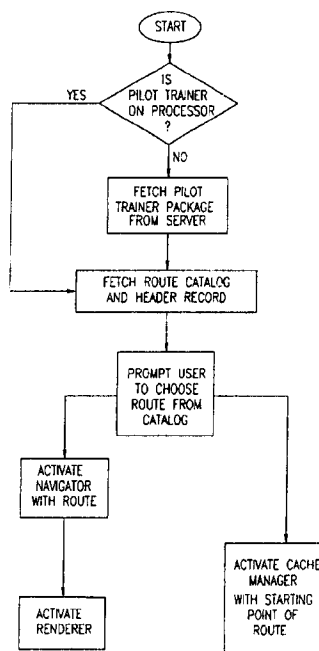 START
IS
PILOT TRAINER
ON PROCESSOR
?
YES
NO
FETCH PILOT
TRAINER PACKAGE
FROM SERVER
FETCH ROUTE CATALOG
AND HEADER RECORD
PROMPT USER
TO CHOOSE
ROUTE FROM
CATALOG
ACTIVATE
NAVIGATOR
WITH ROUTE
ACTIVATE
RENDERER
ACTIVATE CACHE
MANAGER
WITH STARTING
POINT OF
ROUTE